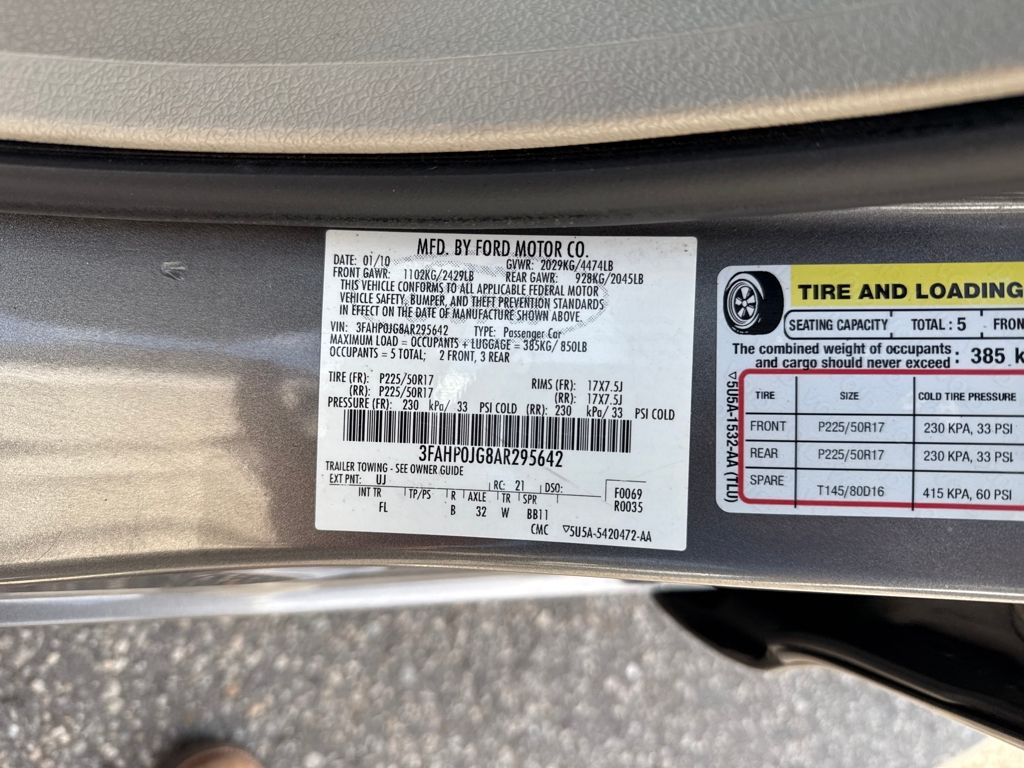 MFD. BY FORD MOTOR CO.
DATE: 01/10 GVWR: 2029KG/4474LB
FRONT GAWR: 1102KG/2429LB REAR GAWR: 928KG/2045LB
THIS VEHICLE CONFORMS TO ALL APPLICABLE FEDERAL MOTOR
VEHICLE SAFETY, BUMPER, AND THEFT PREVENTION STANDARDS
IN EFFECT ON THE DATE OF MANUFACTURE SHOWN ABOVE.
VIN: 3FAHP0JG8AR295642 TYPE: Passenger Car
MAXIMUM LOAD = OCCUPANTS + LUGGAGE = 385KG/ 850LB
OCCUPANTS = 5 TOTAL; 2 FRONT, 3 REAR
TIRE (FR): P225/50R17 RIMS (FR): 17X7.5J
(RR): P225/50R17 (RR): 17X7.5J
PRESSURE (FR): 230 kPa/ 33 PSI COLD (RR): 230 kPa/ 33 PSI COLD
3FAHP0JG8AR295642
TRAILER TOWING - SEE OWNER GUIDE
EXT PNT: UJ RC: 21 DSO: F0069
INT TR TP/PS R AXLE TR SPR R0035
FL B 32 W BB11
CMC ▽5U5A-5420472-AA
TIRE AND LOADING
SEATING CAPACITY TOTAL : 5 FRON
The combined weight of occupants
and cargo should never exceed : 385 k
TIRE SIZE COLD TIRE PRESSURE
FRONT P225/50R17 230 KPA, 33 PSI
REAR P225/50R17 230 KPA, 33 PSI
SPARE T145/80D16 415 KPA, 60 PSI
▽5U5A-1532-AA (TLU)